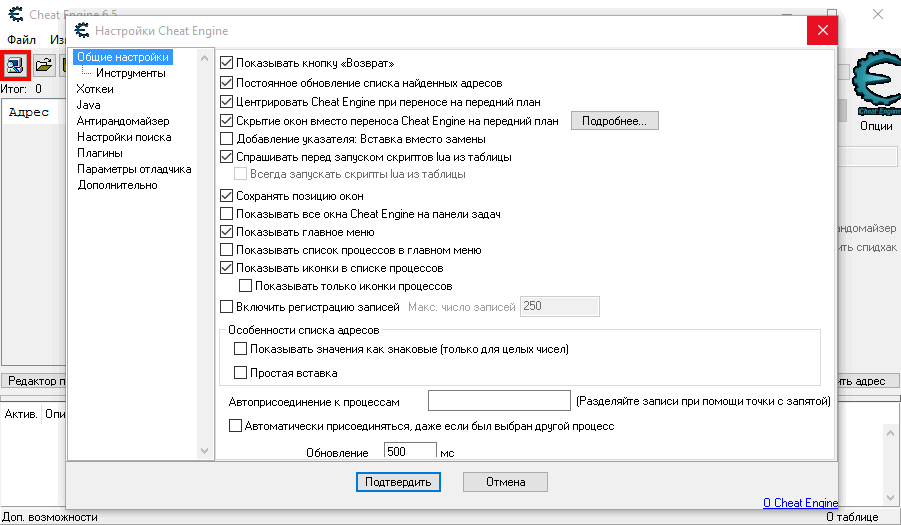 Cheat Engine 6.5
Настройки Cheat Engine
Файл
Итог: 0
Адрес
Cheat Engine
Опции
Общие настройки
Инструменты
Хоткеи
Java
Антирандомайзер
Настройки поиска
Плагины
Параметры отладчика
Дополнительно
Показывать кнопку «Возврат»
Постоянное обновление списка найденных адресов
Центрировать Cheat Engine при переносе на передний план
Скрытие окон вместо переноса Cheat Engine на передний план
Подробнее...
Добавление указателя: Вставка вместо замены
Спрашивать перед запуском скриптов lua из таблицы
Всегда запускать скрипты lua из таблицы
Сохранять позицию окон
Показывать все окна Cheat Engine на панели задач
Показывать главное меню
Показывать список процессов в главном меню
Показывать иконки в списке процессов
Показывать только иконки процессов
Включить регистрацию записей Макс. число записей 250
Особенности списка адресов
Показывать значения как знаковые (только для целых чисел)
Простая вставка
Автоприсоединение к процессам (Разделяйте записи при помощи точки с запятой)
Автоматически присоединяться, даже если был выбран другой процесс
Обновление 500 мс
Подтвердить
Отмена
О Cheat Engine
андомайзер
ить спидхак
Редактор п
ить адрес
Актив. Опи
Доп. возможности
О таблице